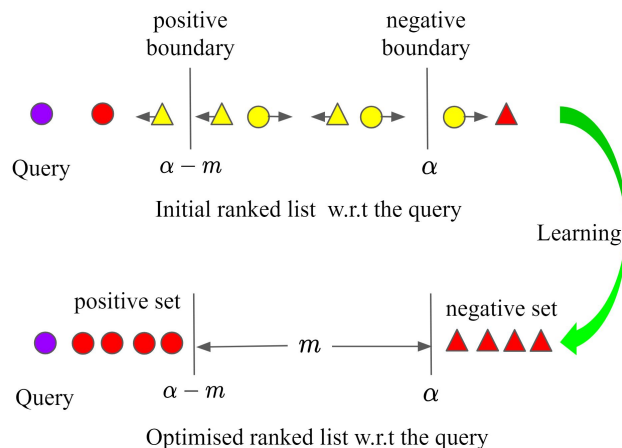 positive
boundary
negative
boundary
Query
α − m
α
Initial ranked list w.r.t the query
Learning
positive set
negative set
m
Query
α − m
α
Optimised ranked list w.r.t the query